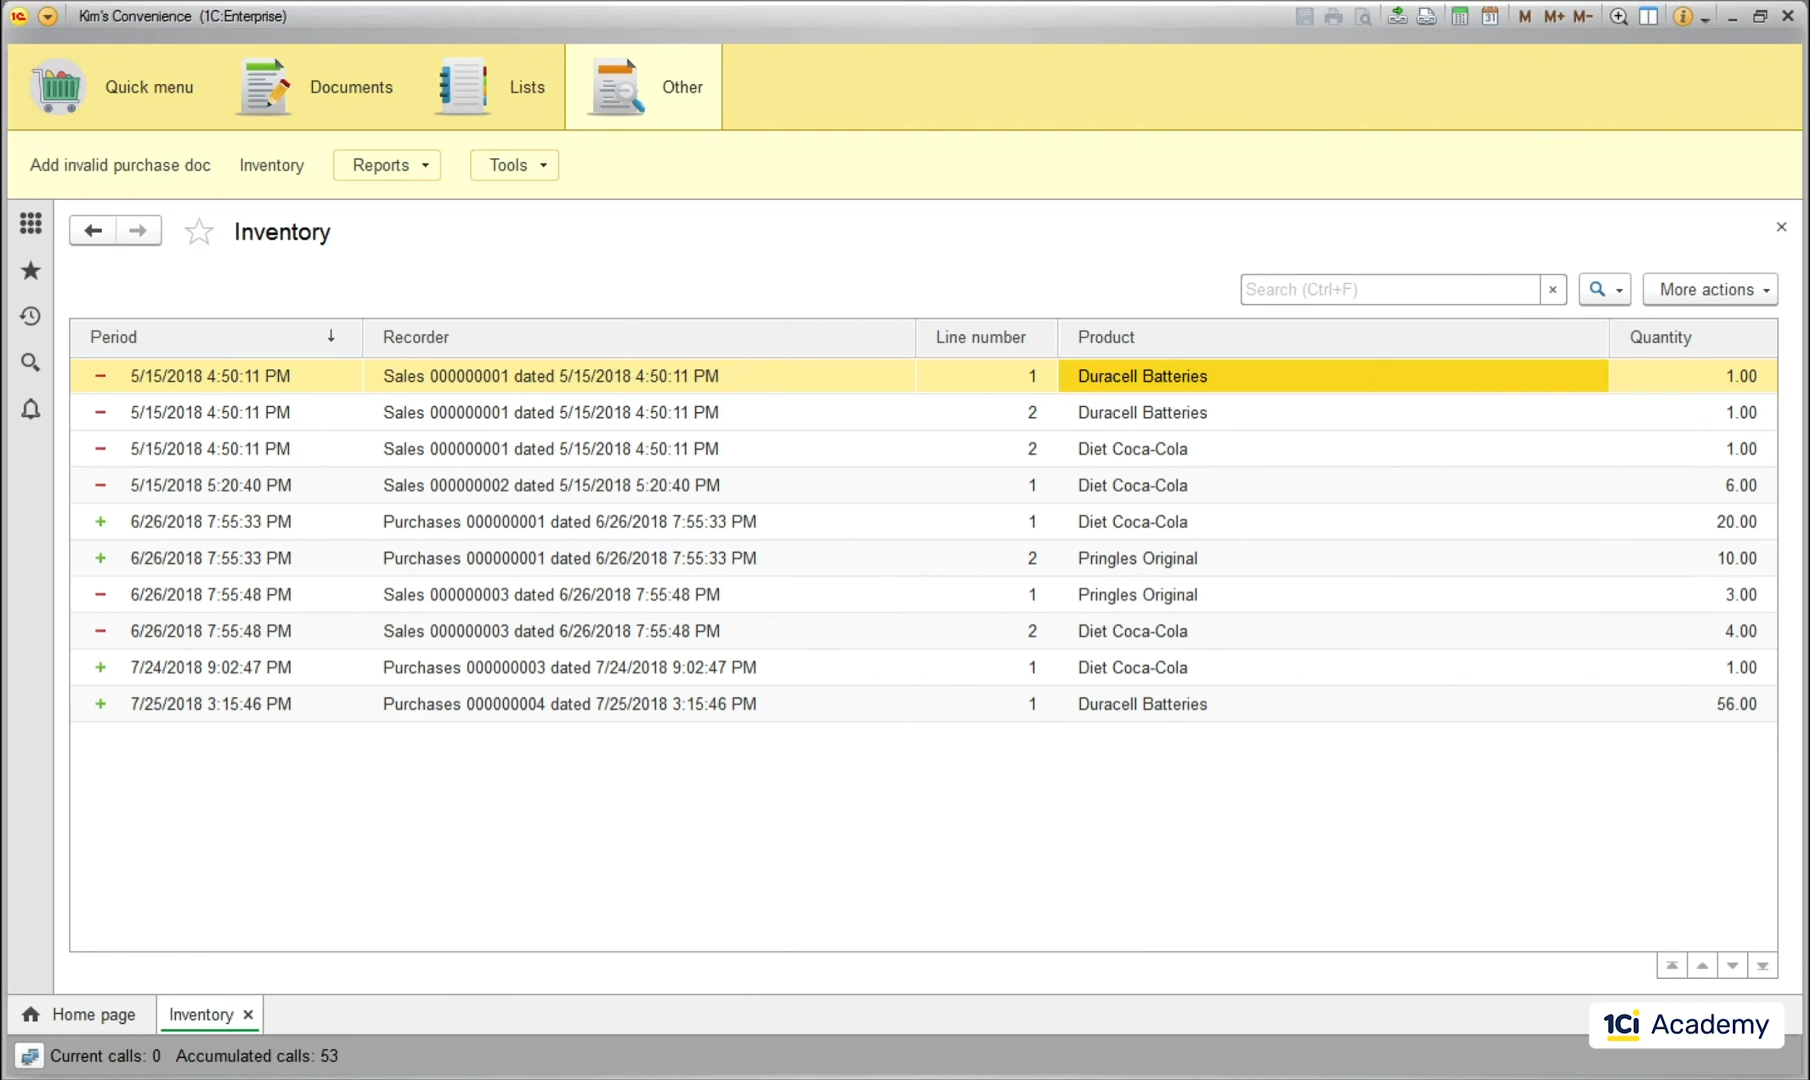 Kim's Convenience (1C:Enterprise)
31 M M+ M-
Quick menu Documents Lists Other
Add invalid purchase doc Inventory Reports Tools
Inventory
Search (Ctrl+F) × More actions
Period ↓ Recorder Line number Product Quantity
− 5/15/2018 4:50:11 PM Sales 000000001 dated 5/15/2018 4:50:11 PM 1 Duracell Batteries 1.00
− 5/15/2018 4:50:11 PM Sales 000000001 dated 5/15/2018 4:50:11 PM 2 Duracell Batteries 1.00
− 5/15/2018 4:50:11 PM Sales 000000001 dated 5/15/2018 4:50:11 PM 2 Diet Coca-Cola 1.00
− 5/15/2018 5:20:40 PM Sales 000000002 dated 5/15/2018 5:20:40 PM 1 Diet Coca-Cola 6.00
+ 6/26/2018 7:55:33 PM Purchases 000000001 dated 6/26/2018 7:55:33 PM 1 Diet Coca-Cola 20.00
+ 6/26/2018 7:55:33 PM Purchases 000000001 dated 6/26/2018 7:55:33 PM 2 Pringles Original 10.00
− 6/26/2018 7:55:48 PM Sales 000000003 dated 6/26/2018 7:55:48 PM 1 Pringles Original 3.00
− 6/26/2018 7:55:48 PM Sales 000000003 dated 6/26/2018 7:55:48 PM 2 Diet Coca-Cola 4.00
+ 7/24/2018 9:02:47 PM Purchases 000000003 dated 7/24/2018 9:02:47 PM 1 Diet Coca-Cola 1.00
+ 7/25/2018 3:15:46 PM Purchases 000000004 dated 7/25/2018 3:15:46 PM 1 Duracell Batteries 56.00
Home page Inventory ×
1Ci Academy
Current calls: 0 Accumulated calls: 53